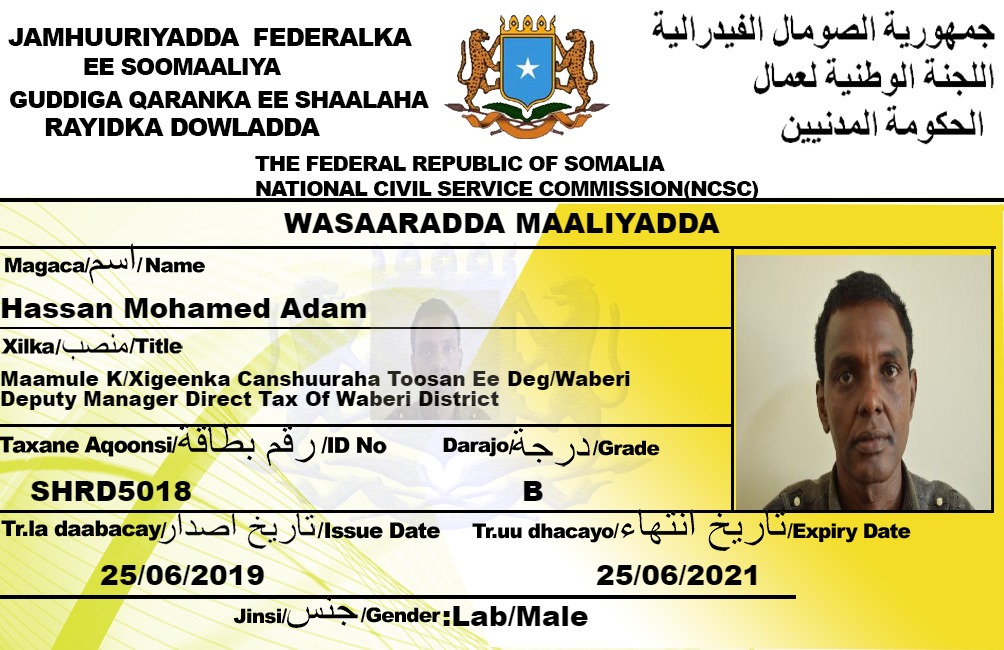 JAMHUURIYADDA FEDERALKA
EE SOOMAALIYA
GUDDIGA QARANKA EE SHAALAHA
RAYIDKA DOWLADDA
جمهورية الصومال الفيدرالية
اللجنة الوطنية لعمال
الحكومة المدنيين
THE FEDERAL REPUBLIC OF SOMALIA
NATIONAL CIVIL SERVICE COMMISSION(NCSC)
WASAARADDA MAALIYADDA
Magaca/اسم/Name
Hassan Mohamed Adam
Xilka/منصب/Title
Maamule K/Xigeenka Canshuuraha Toosan Ee Deg/Waberi
Deputy Manager Direct Tax Of Waberi District
Taxane Aqoonsi/رقم بطاقة/ID No
Darajo/درجة/Grade
SHRD5018
B
Tr.la daabacay/تاريخ اصدار/Issue Date
Tr.uu dhacayo/تاريخ انتهاء/Expiry Date
25/06/2019
25/06/2021
Jinsi/جنس/Gender:Lab/Male